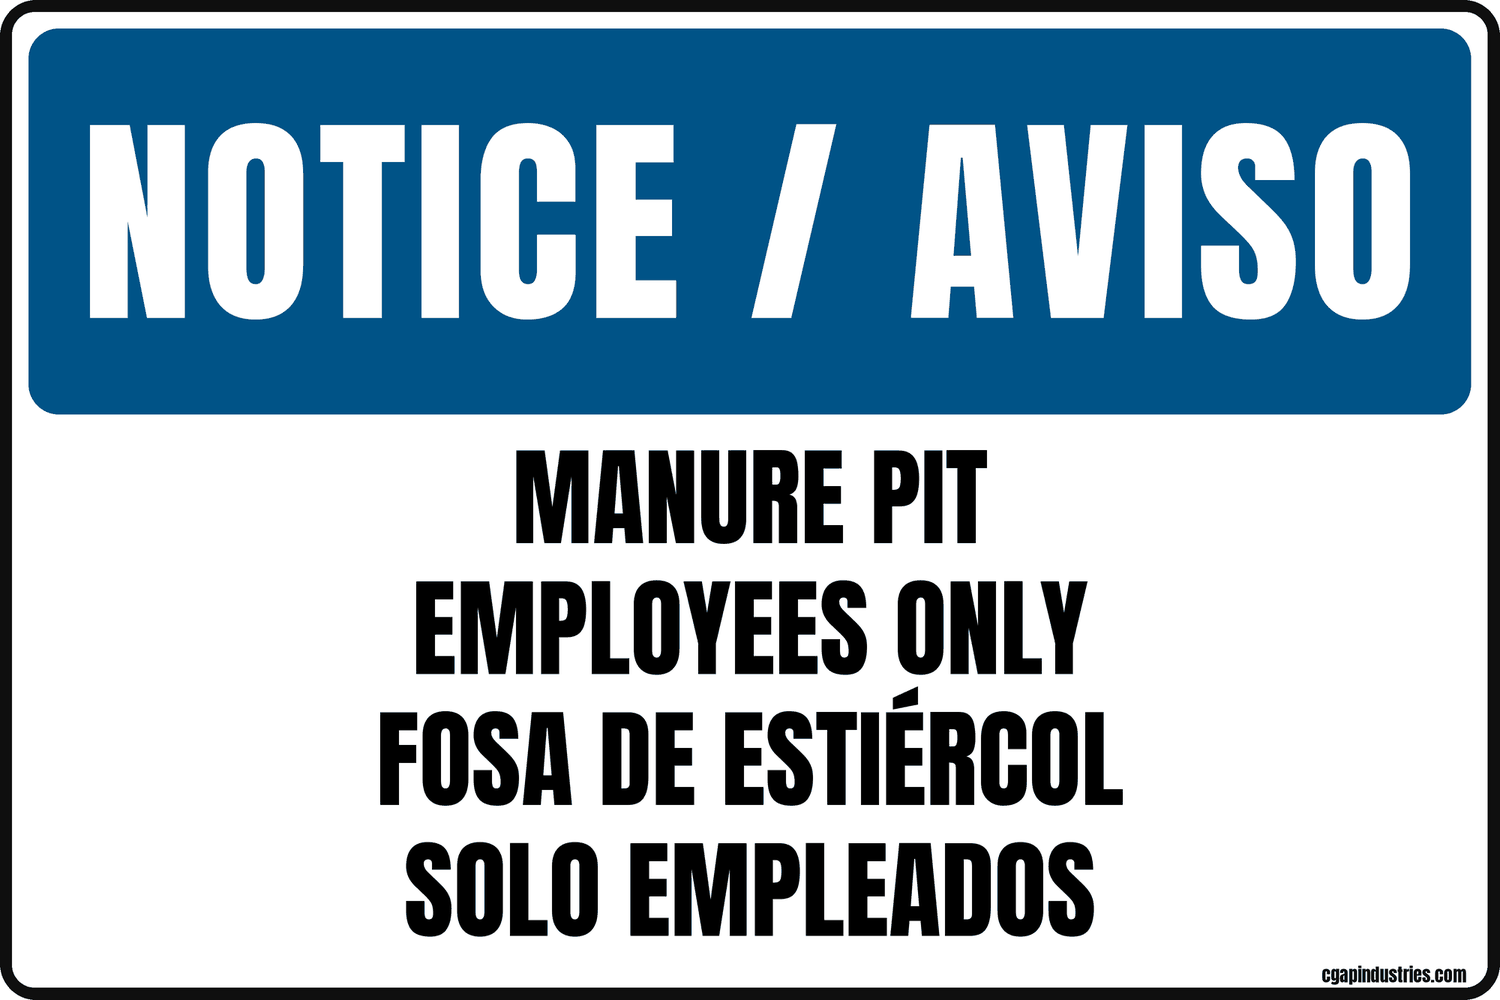 NOTICE / AVISO
MANURE PIT
EMPLOYEES ONLY
FOSA DE ESTIÉRCOL
SOLO EMPLEADOS
cgapindustries.com